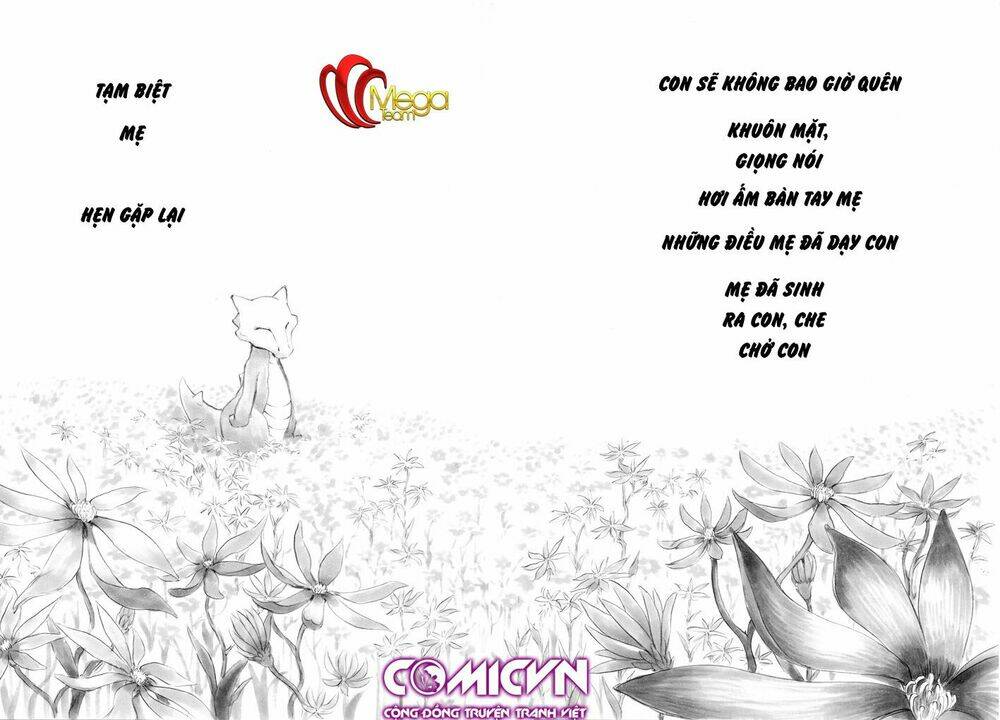 CON SẼ KHÔNG BAO GIỜ QUÊN
KHUÔN MẶT,
GIỌNG NÓI
HƠI ẤM BÀN TAY MẸ
NHỮNG ĐIỀU MẸ ĐÃ DẠY CON
MẸ ĐÃ SINH
RA CON, CHE
CHỞ CON
TẠM BIỆT
MẸ
HẸN GẶP LẠI
Mega
Team
COMICVN
CỘNG ĐỒNG TRUYỆN TRANH VIỆT